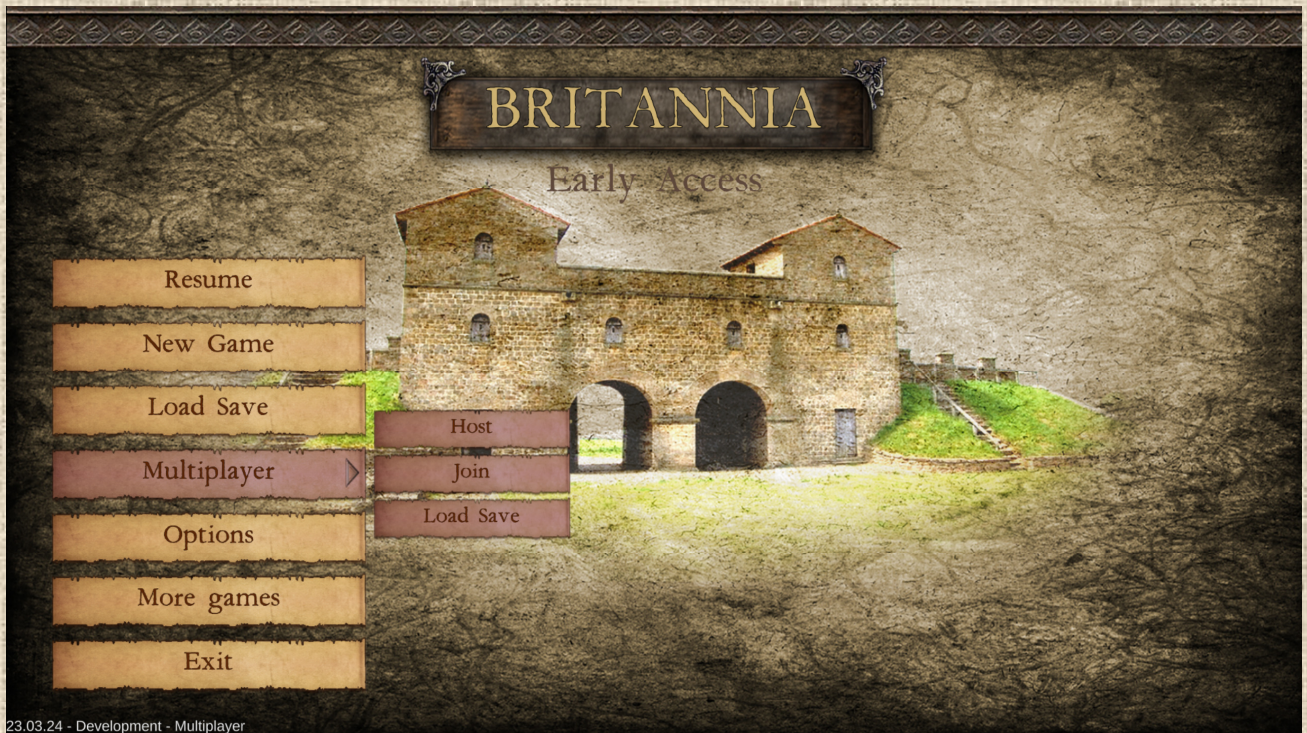 BRITANNIA
Early Access
Resume
New Game
Load Save
Multiplayer
Host
Join
Load Save
Options
More games
Exit
23.03.24 - Development - Multiplayer